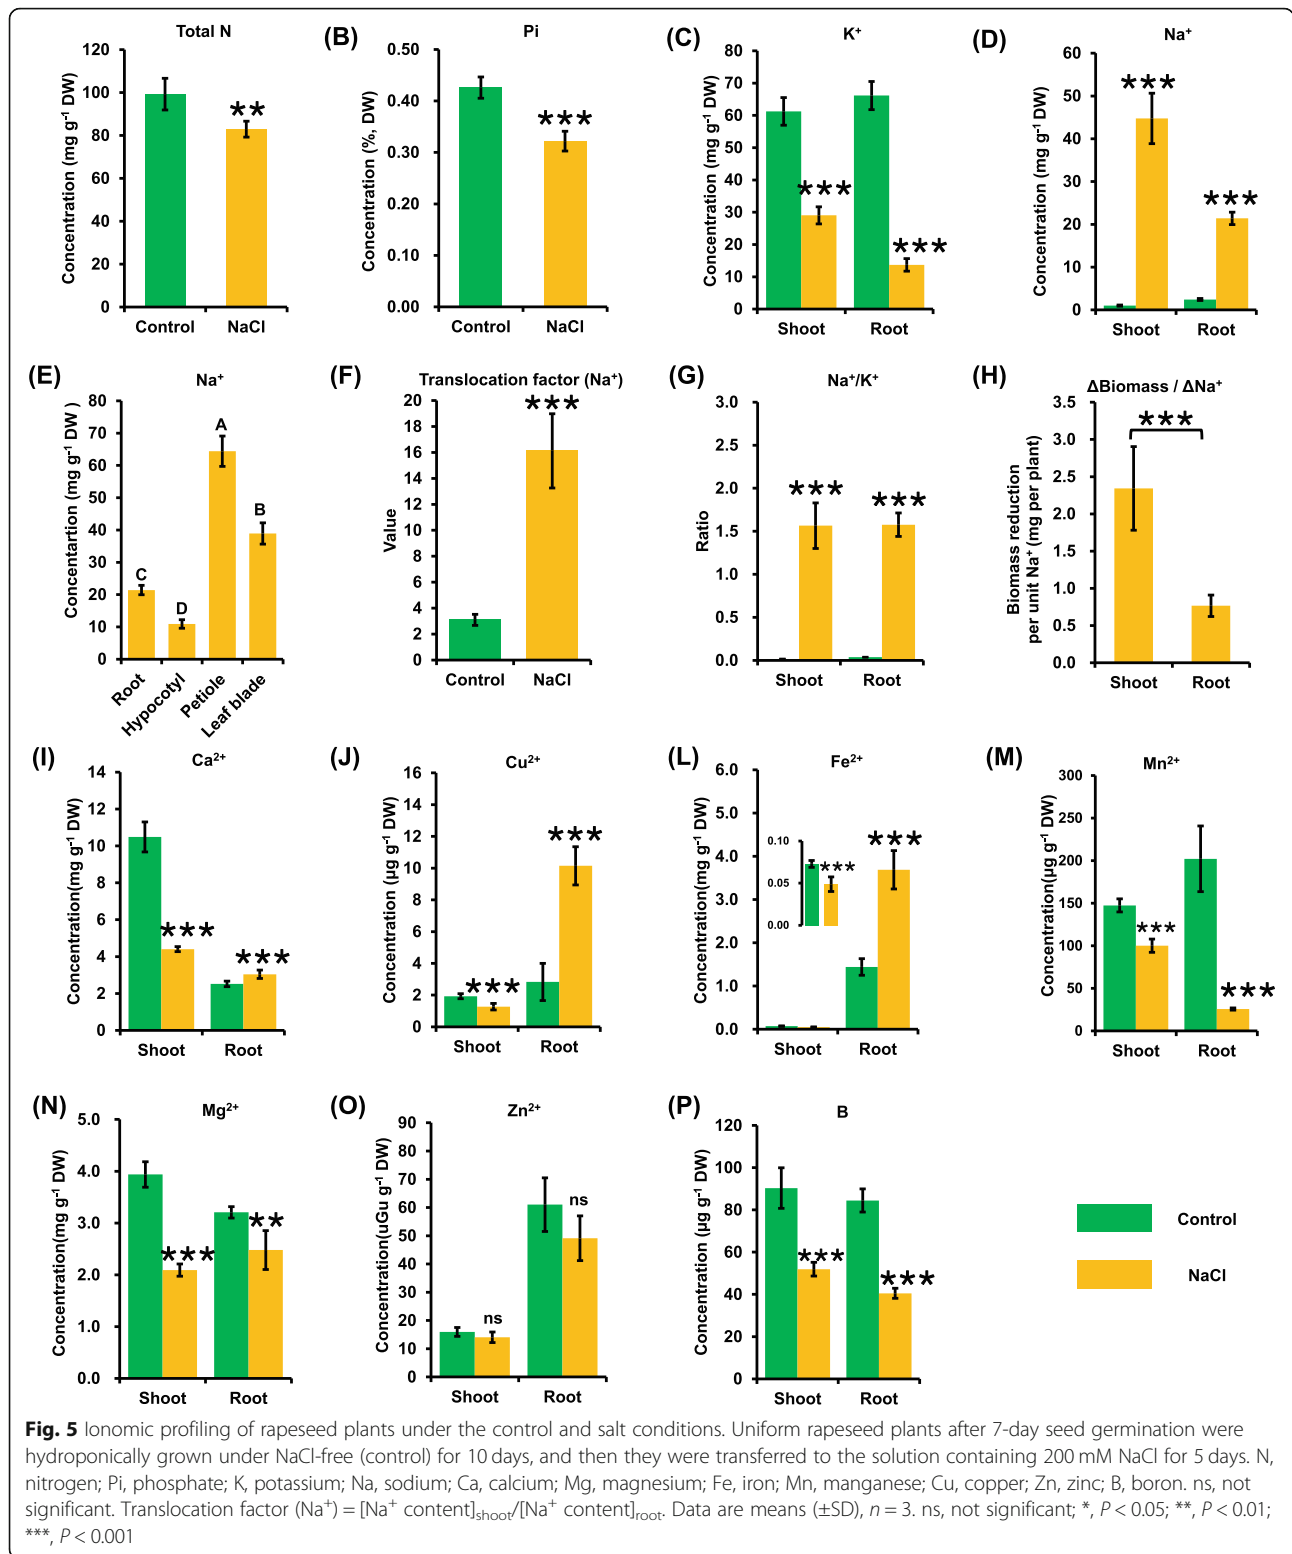 Total N
120
100
80
60
40
20
0
Concentration (mg g⁻¹ DW)
**
Control NaCl
(B)
Pi
0.50
0.40
0.30
0.20
0.10
0.00
Concentration (%, DW)
***
Control NaCl
(C)
K⁺
80
70
60
50
40
30
20
10
0
Concentration (mg g⁻¹ DW)
***
***
Shoot Root
(D)
Na⁺
60
50
40
30
20
10
0
Concentration (mg g⁻¹ DW)
***
***
Shoot Root
(E)
Na⁺
80
70
60
50
40
30
20
10
0
Concentartion (mg g⁻¹ DW )
C
D
A
B
Root
Hypocotyl
Petiole
Leaf blade
(F)
Translocation factor (Na⁺)
20
18
16
14
12
10
8
6
4
2
0
Value
***
Control NaCl
(G)
Na⁺/K⁺
3.0
2.5
2.0
1.5
1.0
0.5
0.0
Ratio
***
***
Shoot Root
(H)
ΔBiomass / ΔNa⁺
3.5
3.0
2.5
2.0
1.5
1.0
0.5
0.0
Biomass reduction
per unit Na⁺ (mg per plant)
***
Shoot Root
(I)
Ca²⁺
14
12
10
8
6
4
2
0
Concentration(mg g⁻¹ DW)
***
***
Shoot Root
(J)
Cu²⁺
16
14
12
10
8
6
4
2
0
Concentration (µg g⁻¹ DW)
***
***
Shoot Root
(L)
Fe²⁺
6.0
5.0
4.0
3.0
2.0
1.0
0.0
Concentration(mg g⁻¹ DW)
0.10
0.05
0.00
***
***
Shoot Root
(M)
Mn²⁺
300
250
200
150
100
50
0
Concentration(µg g⁻¹ DW)
***
***
Shoot Root
(N)
Mg²⁺
5.0
4.0
3.0
2.0
1.0
0.0
Concentration(mg g⁻¹ DW)
***
**
Shoot Root
(O)
Zn²⁺
90
80
70
60
50
40
30
20
10
0
Concentration(uGu g⁻¹ DW)
ns
ns
Shoot Root
(P)
B
120
100
80
60
40
20
0
Concentration (µg g⁻¹ DW)
***
***
Shoot Root
Control
NaCl
Fig. 5 Ionomic profiling of rapeseed plants under the control and salt conditions. Uniform rapeseed plants after 7-day seed germination were
hydroponically grown under NaCl-free (control) for 10 days, and then they were transferred to the solution containing 200 mM NaCl for 5 days. N,
nitrogen; Pi, phosphate; K, potassium; Na, sodium; Ca, calcium; Mg, magnesium; Fe, iron; Mn, manganese; Cu, copper; Zn, zinc; B, boron. ns, not
significant. Translocation factor (Na⁺) = [Na⁺ content]shoot/[Na⁺ content]root. Data are means (±SD), n = 3. ns, not significant; *, P < 0.05; **, P < 0.01;
***, P < 0.001